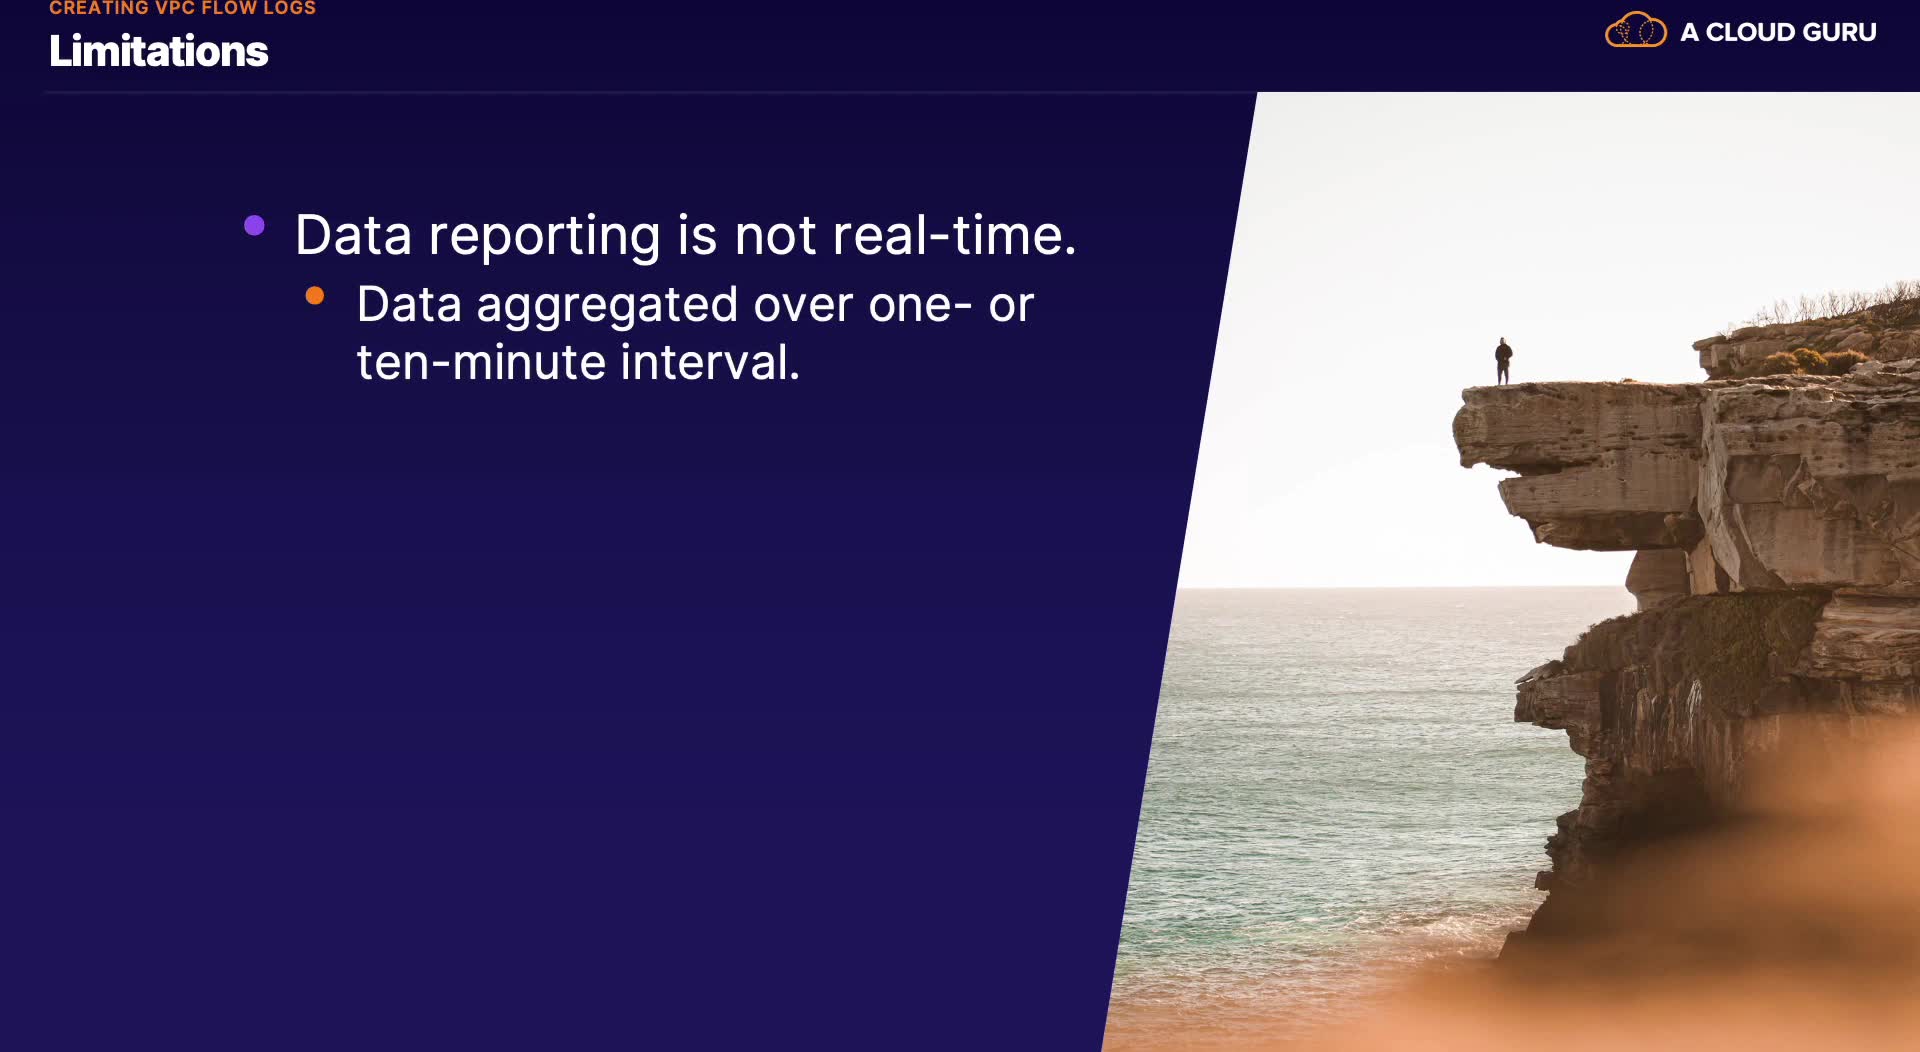 CREATING VPC FLOW LOGS
Limitations
A CLOUD GURU
Data reporting is not real-time.
Data aggregated over one- or
ten-minute interval.